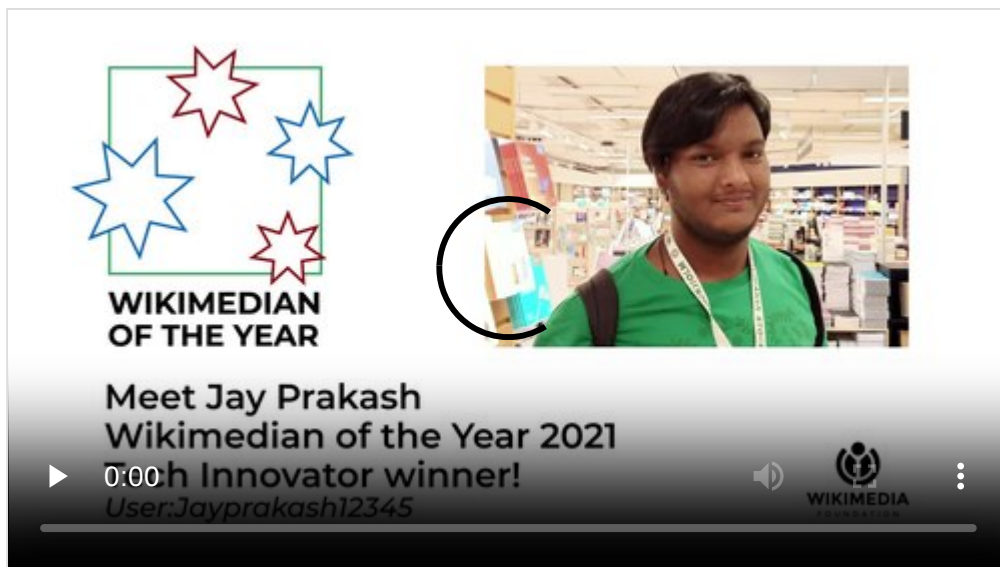 WIKIMEDIAN
OF THE YEAR
Meet Jay Prakash
Wikimedian of the Year 2021
Tech Innovator winner!
User:Jayprakash12345
0:00
WIKIMEDIA
FOUNDATION